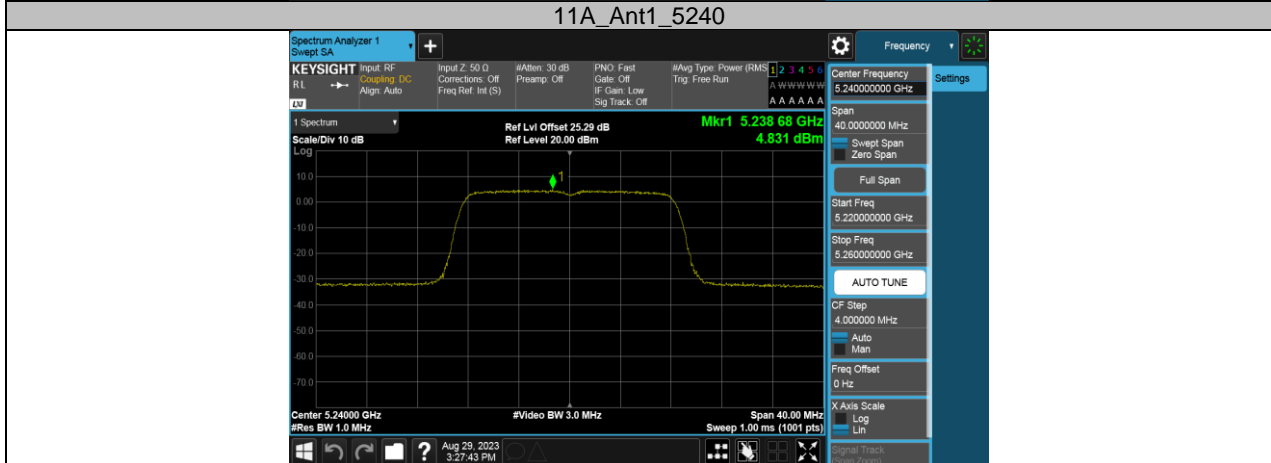 11A_Ant1_5240
Spectrum Analyzer 1
Swept SA
Frequency
KEYSIGHT
RL
LXI
Input: RF
Coupling: DC
Align: Auto
Input Z: 50 Ω
Corrections: Off
Freq Ref: Int (S)
#Atten: 30 dB
Preamp: Off
PNO: Fast
Gate: Off
IF Gain: Low
Sig Track: Off
#Avg Type: Power (RMS
Trig: Free Run
1 2 3 4 5 6
A W W W W W
A A A A A A
Center Frequency
5.240000000 GHz
Settings
Span
40.0000000 MHz
Swept Span
Zero Span
Full Span
Start Freq
5.220000000 GHz
Stop Freq
5.260000000 GHz
AUTO TUNE
CF Step
4.000000 MHz
Auto
Man
Freq Offset
0 Hz
X Axis Scale
Log
Lin
Signal Track
(Span Zoom)
1 Spectrum
Scale/Div 10 dB
Log
Ref Lvl Offset 25.29 dB
Ref Level 20.00 dBm
Mkr1 5.238 68 GHz
4.831 dBm
1
10.0
0.00
-10.0
-20.0
-30.0
-40.0
-50.0
-60.0
-70.0
Center 5.24000 GHz
#Res BW 1.0 MHz
#Video BW 3.0 MHz
Span 40.00 MHz
Sweep 1.00 ms (1001 pts)
?
Aug 29, 2023
3:27:43 PM